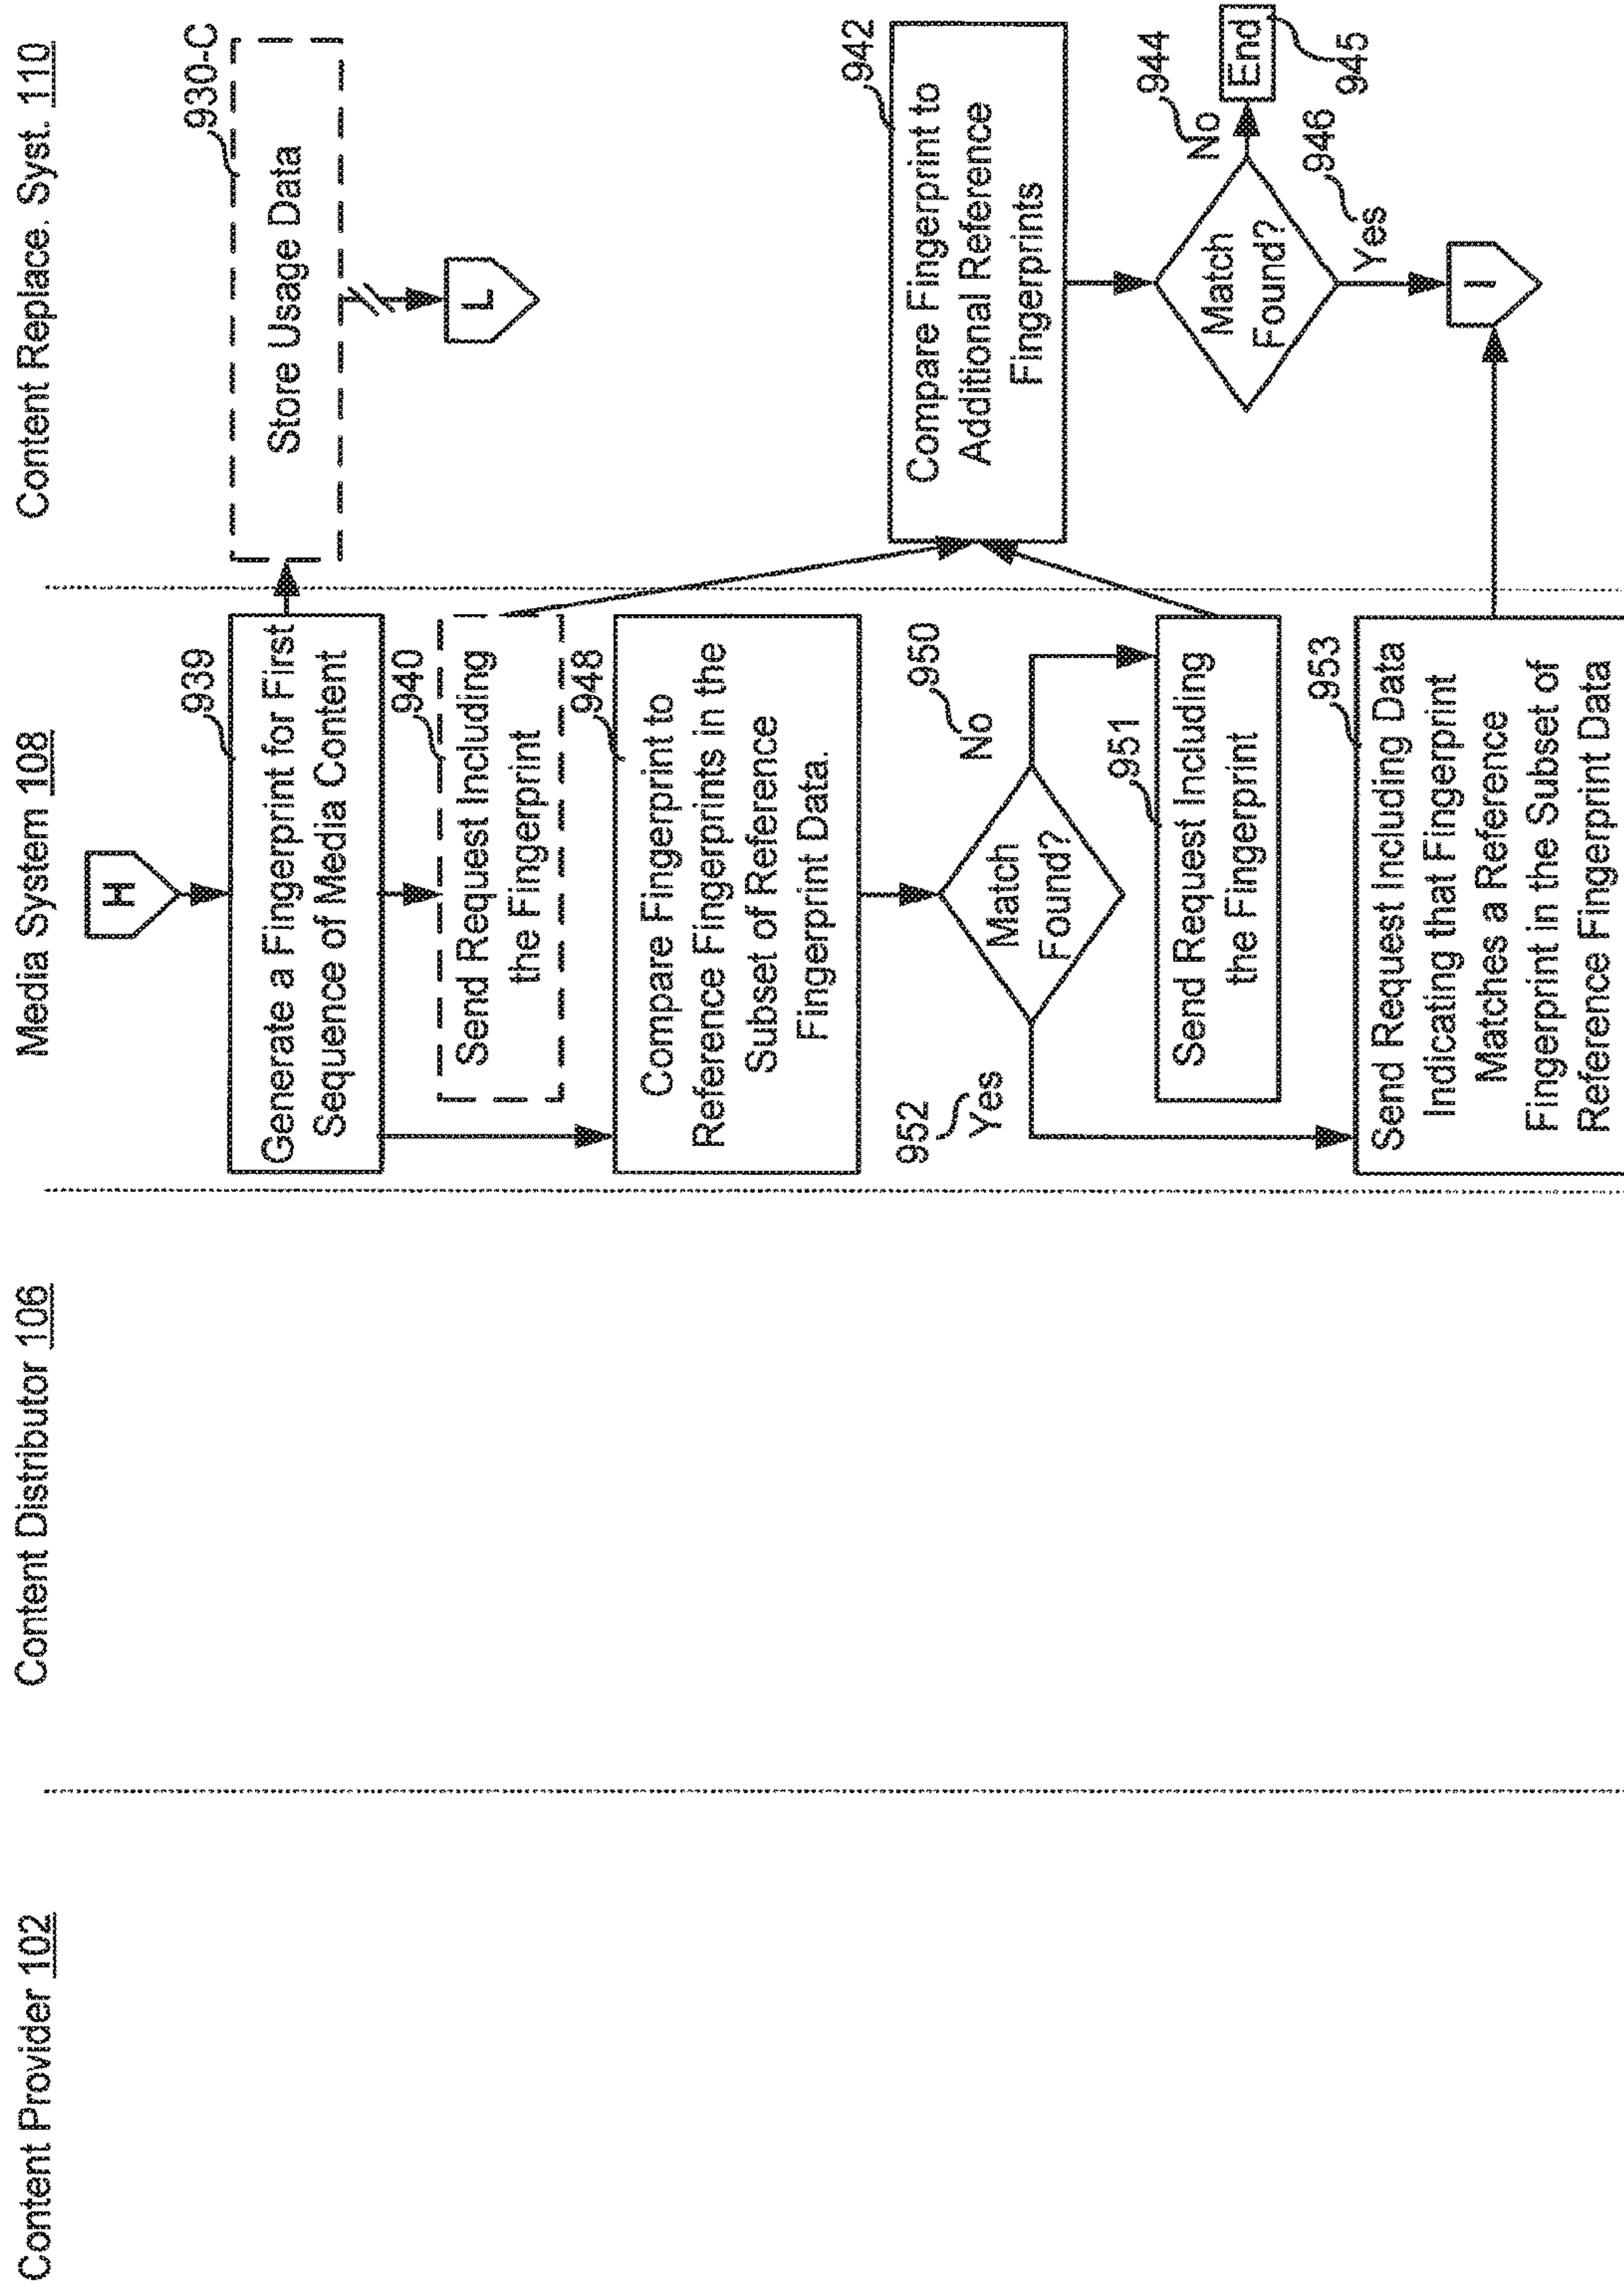 Content Provider 102
Content Distributor 106
Media System 108
Content Replace. Syst. 110
H
939
Generate a Fingerprint for First
Sequence of Media Content
930-C
Store Usage Data
L
940
Send Request Including
the Fingerprint
948
Compare Fingerprint to
Reference Fingerprints in the
Subset of Reference
Fingerprint Data.
942
Compare Fingerprint to
Additional Reference
Fingerprints
952
Yes
Match
Found?
950
No
951
Send Request Including
the Fingerprint
Match
Found?
944
No
End
945
946
Yes
I
953
Send Request Including Data
Indicating that Fingerprint
Matches a Reference
Fingerprint in the Subset of
Reference Fingerprint Data